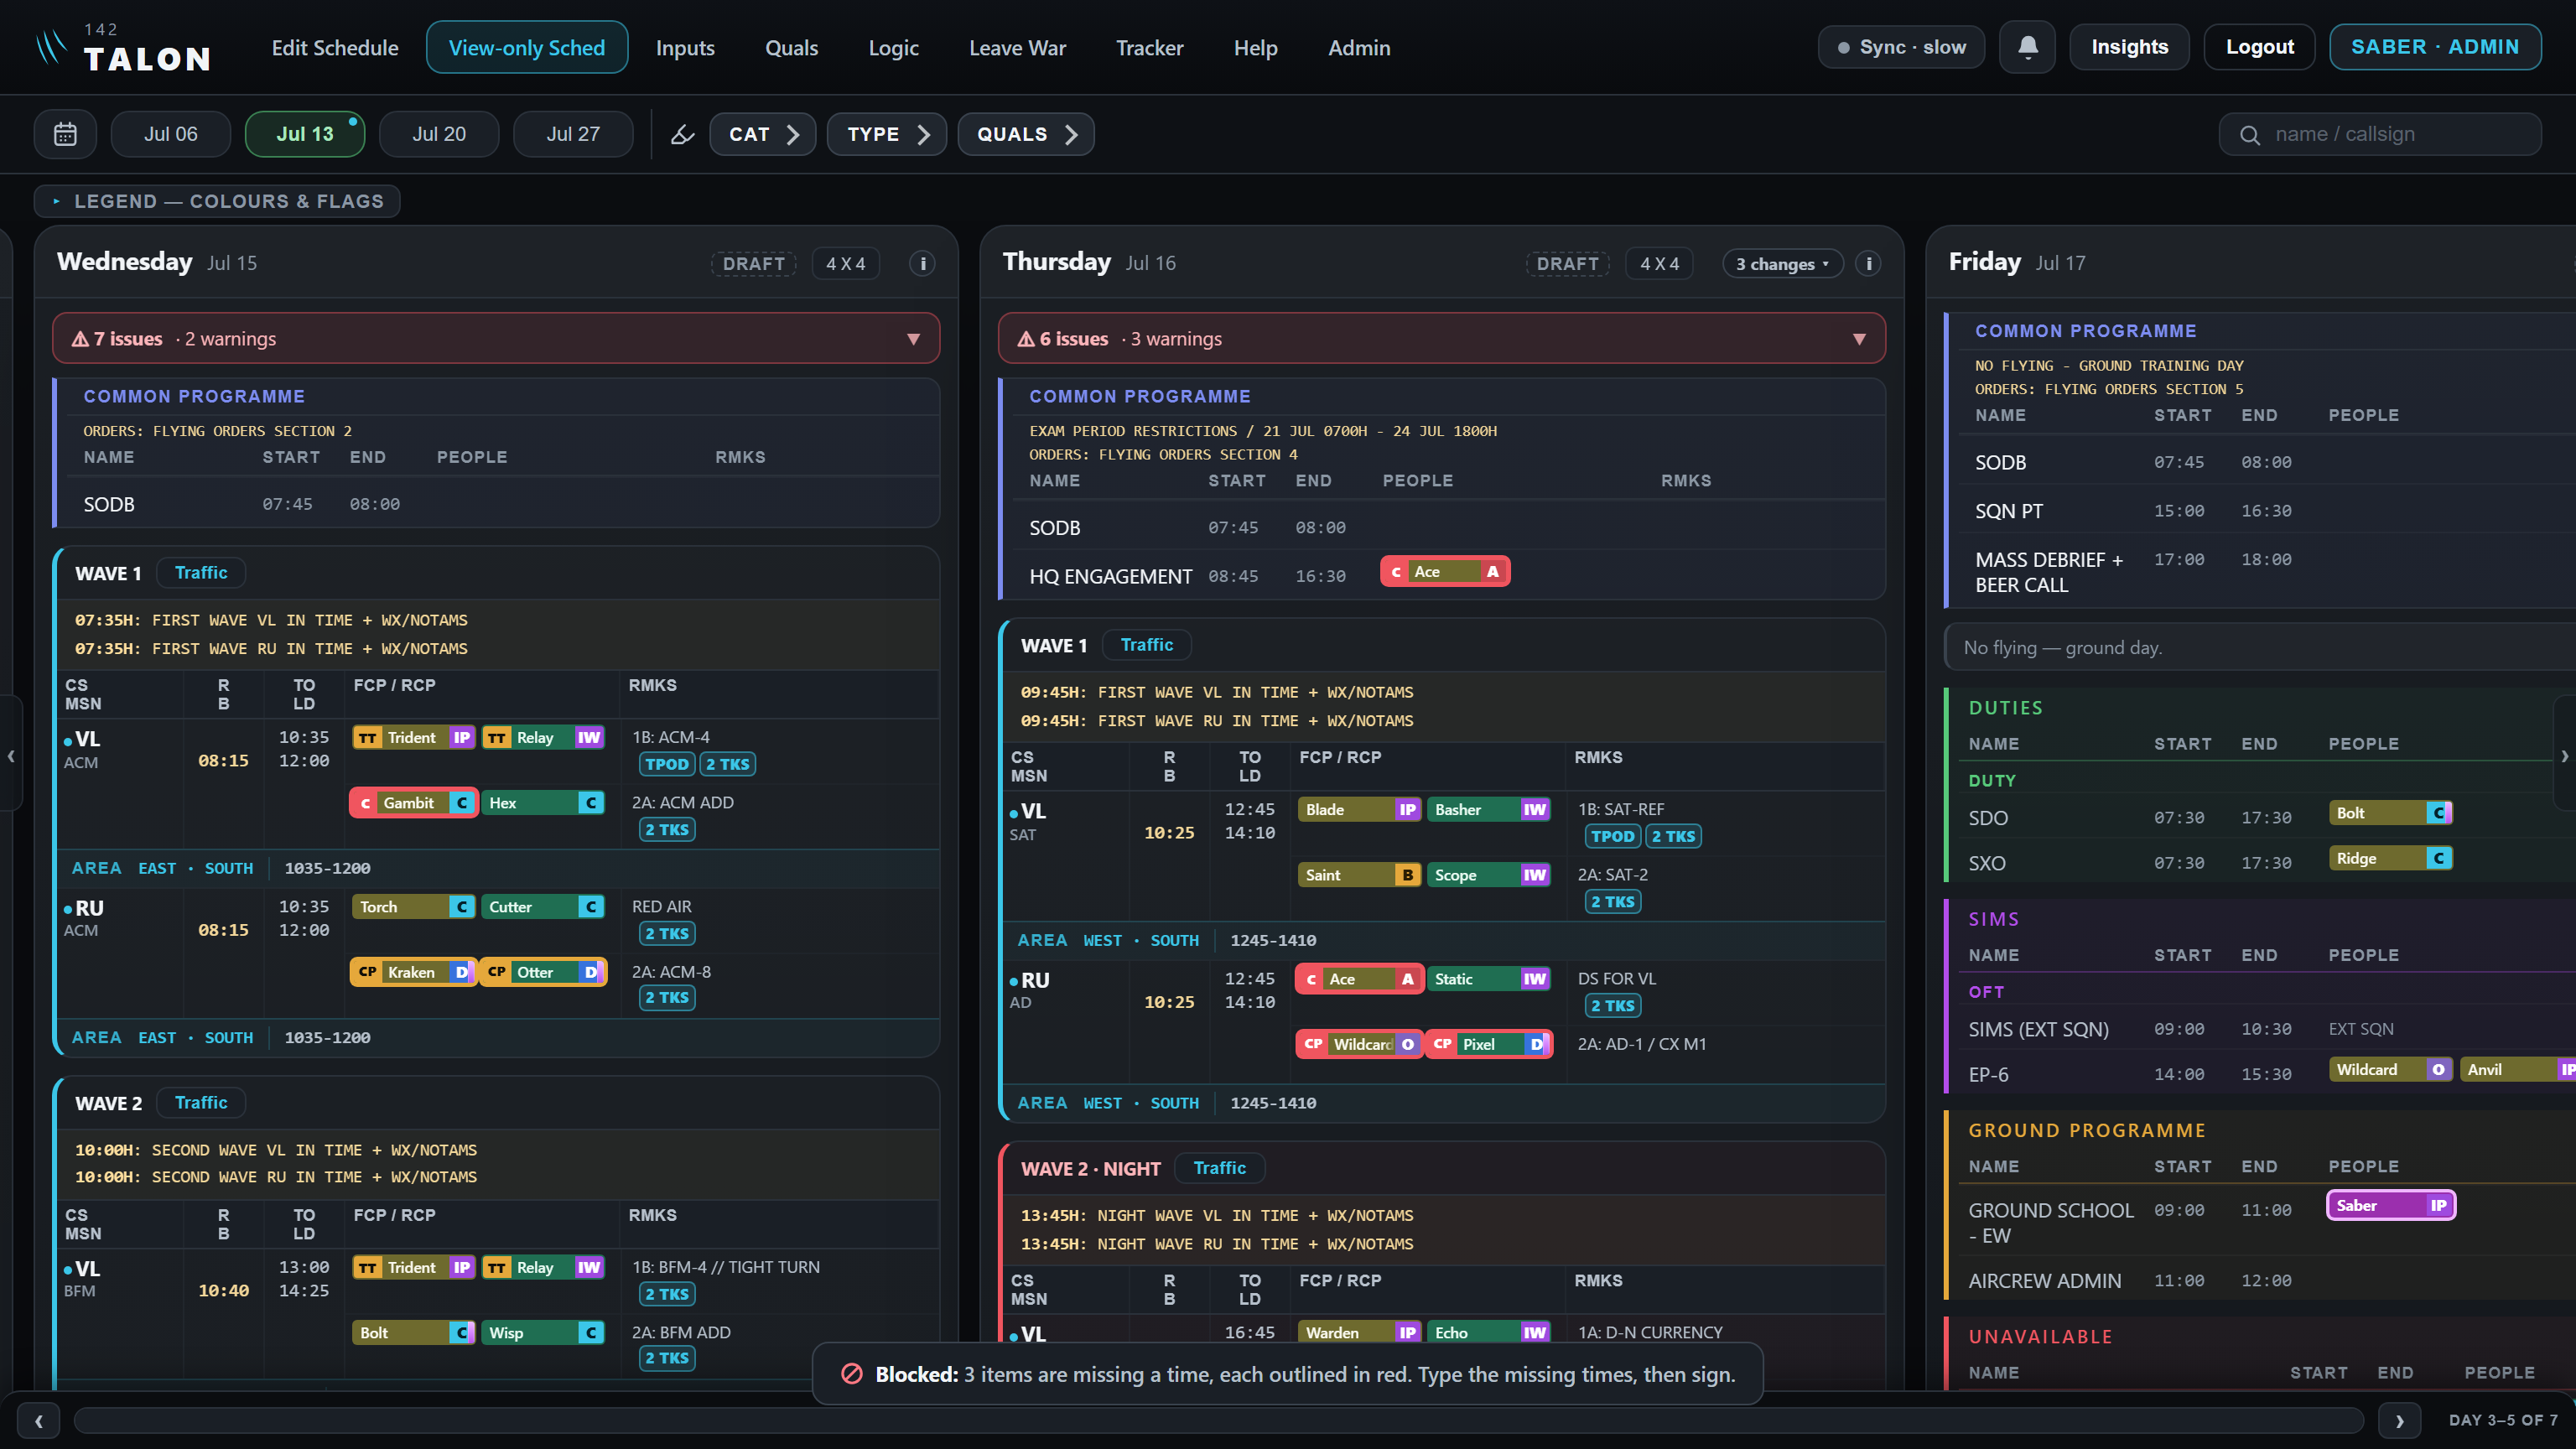 142
TALON
Edit Schedule
View-only Sched
Inputs
Quals
Logic
Leave War
Tracker
Help
Admin
Sync · slow
Insights
Logout
SABER · ADMIN
Jul 06
Jul 13
Jul 20
Jul 27
CAT
TYPE
QUALS
name / callsign
LEGEND — COLOURS & FLAGS
Wednesday Jul 15
DRAFT
4 X 4
i
7 issues · 2 warnings
COMMON PROGRAMME
ORDERS: FLYING ORDERS SECTION 2
NAME START END PEOPLE RMKS
SODB 07:45 08:00
WAVE 1 Traffic
07:35H: FIRST WAVE VL IN TIME + WX/NOTAMS
07:35H: FIRST WAVE RU IN TIME + WX/NOTAMS
CS R TO FCP / RCP RMKS
MSN B LD
VL 10:35 TT Trident IP TT Relay IW 1B: ACM-4
ACM 08:15 12:00 TPOD 2 TKS
c Gambit C Hex C 2A: ACM ADD
2 TKS
AREA EAST · SOUTH 1035-1200
RU 10:35 Torch C Cutter C RED AIR
ACM 08:15 12:00 2 TKS
CP Kraken D CP Otter D 2A: ACM-8
2 TKS
AREA EAST · SOUTH 1035-1200
WAVE 2 Traffic
10:00H: SECOND WAVE VL IN TIME + WX/NOTAMS
10:00H: SECOND WAVE RU IN TIME + WX/NOTAMS
CS R TO FCP / RCP RMKS
MSN B LD
VL 13:00 TT Trident IP TT Relay IW 1B: BFM-4 // TIGHT TURN
BFM 10:40 14:25 2 TKS
Bolt C Wisp C 2A: BFM ADD
2 TKS
Thursday Jul 16
DRAFT
4 X 4
3 changes
i
6 issues · 3 warnings
COMMON PROGRAMME
EXAM PERIOD RESTRICTIONS / 21 JUL 0700H - 24 JUL 1800H
ORDERS: FLYING ORDERS SECTION 4
NAME START END PEOPLE RMKS
SODB 07:45 08:00
HQ ENGAGEMENT 08:45 16:30 c Ace A
WAVE 1 Traffic
09:45H: FIRST WAVE VL IN TIME + WX/NOTAMS
09:45H: FIRST WAVE RU IN TIME + WX/NOTAMS
CS R TO FCP / RCP RMKS
MSN B LD
VL 12:45 Blade IP Basher IW 1B: SAT-REF
SAT 10:25 14:10 TPOD 2 TKS
Saint B Scope IW 2A: SAT-2
2 TKS
AREA WEST · SOUTH 1245-1410
RU 12:45 c Ace A Static IW DS FOR VL
AD 10:25 14:10 2 TKS
CP Wildcard O CP Pixel D 2A: AD-1 / CX M1
AREA WEST · SOUTH 1245-1410
WAVE 2 · NIGHT Traffic
13:45H: NIGHT WAVE VL IN TIME + WX/NOTAMS
13:45H: NIGHT WAVE RU IN TIME + WX/NOTAMS
CS R TO FCP / RCP RMKS
MSN B LD
VL 16:45 Warden IP Echo IW 1A: D-N CURRENCY
Friday Jul 17
COMMON PROGRAMME
NO FLYING - GROUND TRAINING DAY
ORDERS: FLYING ORDERS SECTION 5
NAME START END PEOPLE
SODB 07:45 08:00
SQN PT 15:00 16:30
MASS DEBRIEF + 17:00 18:00
BEER CALL
No flying — ground day.
DUTIES
NAME START END PEOPLE
DUTY
SDO 07:30 17:30 Bolt C
SXO 07:30 17:30 Ridge C
SIMS
NAME START END PEOPLE
OFT
SIMS (EXT SQN) 09:00 10:30 EXT SQN
EP-6 14:00 15:30 Wildcard O Anvil IP
GROUND PROGRAMME
NAME START END PEOPLE
GROUND SCHOOL 09:00 11:00 Saber IP
- EW
AIRCREW ADMIN 11:00 12:00
UNAVAILABLE
NAME START END PEOPLE
Blocked: 3 items are missing a time, each outlined in red. Type the missing times, then sign.
DAY 3–5 OF 7